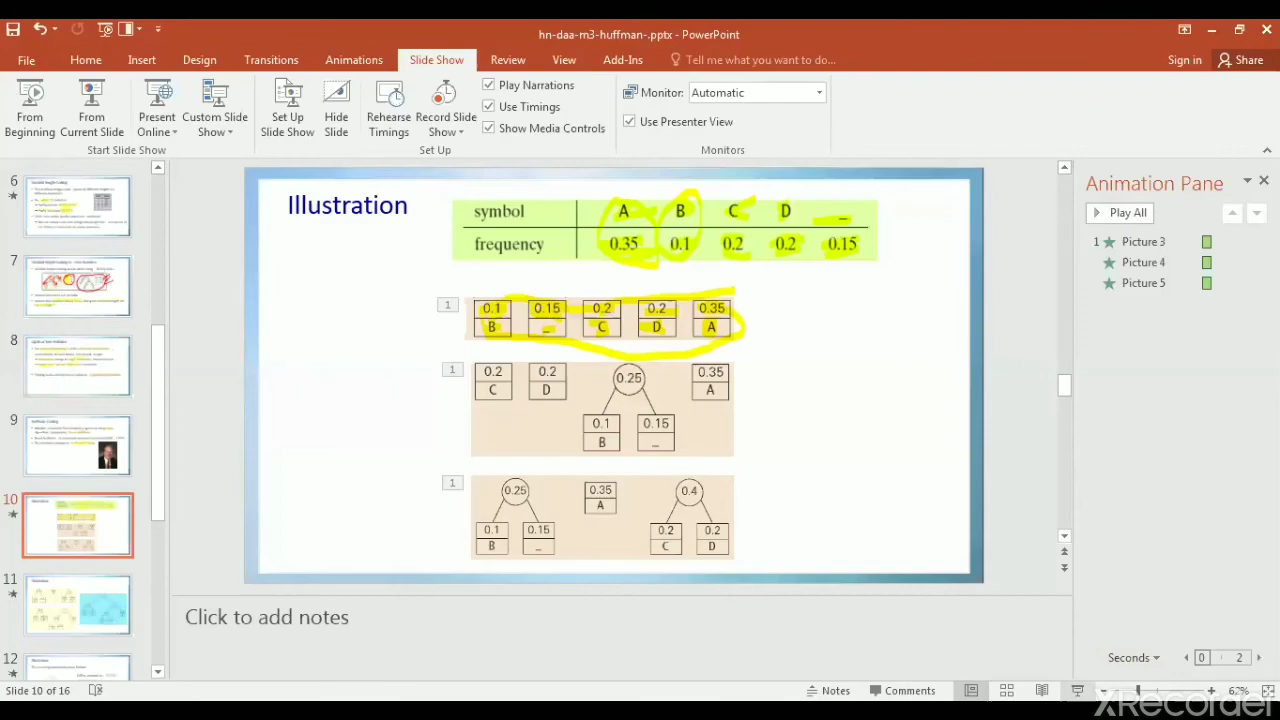 hn-daa-m3-huffman-.pptx - PowerPoint
File Home Insert Design Transitions Animations Slide Show Review View Add-Ins Tell me what you want to do... Sign in Share
From Beginning
From Current Slide
Present Online
Custom Slide Show
Set Up Slide Show
Hide Slide
Rehearse Timings
Record Slide Show
Play Narrations
Use Timings
Show Media Controls
Monitor: Automatic
Use Presenter View
Start Slide Show Set Up Monitors
6
7
8
9
10
11
12
Illustration
symbol A B C D _
frequency 0.35 0.1 0.2 0.2 0.15
1
0.1 0.15 0.2 0.2 0.35
B _ C D A
1
0.2 0.2 0.25 0.35
C D A
0.1 0.15
B _
1
0.25 0.35 0.4
A
0.1 0.15 0.2 0.2
B _ C D
Animation Pane
Play All
1 Picture 3
Picture 4
Picture 5
Click to add notes
Seconds 0 2
Slide 10 of 16 Notes Comments 62%
XRecorder